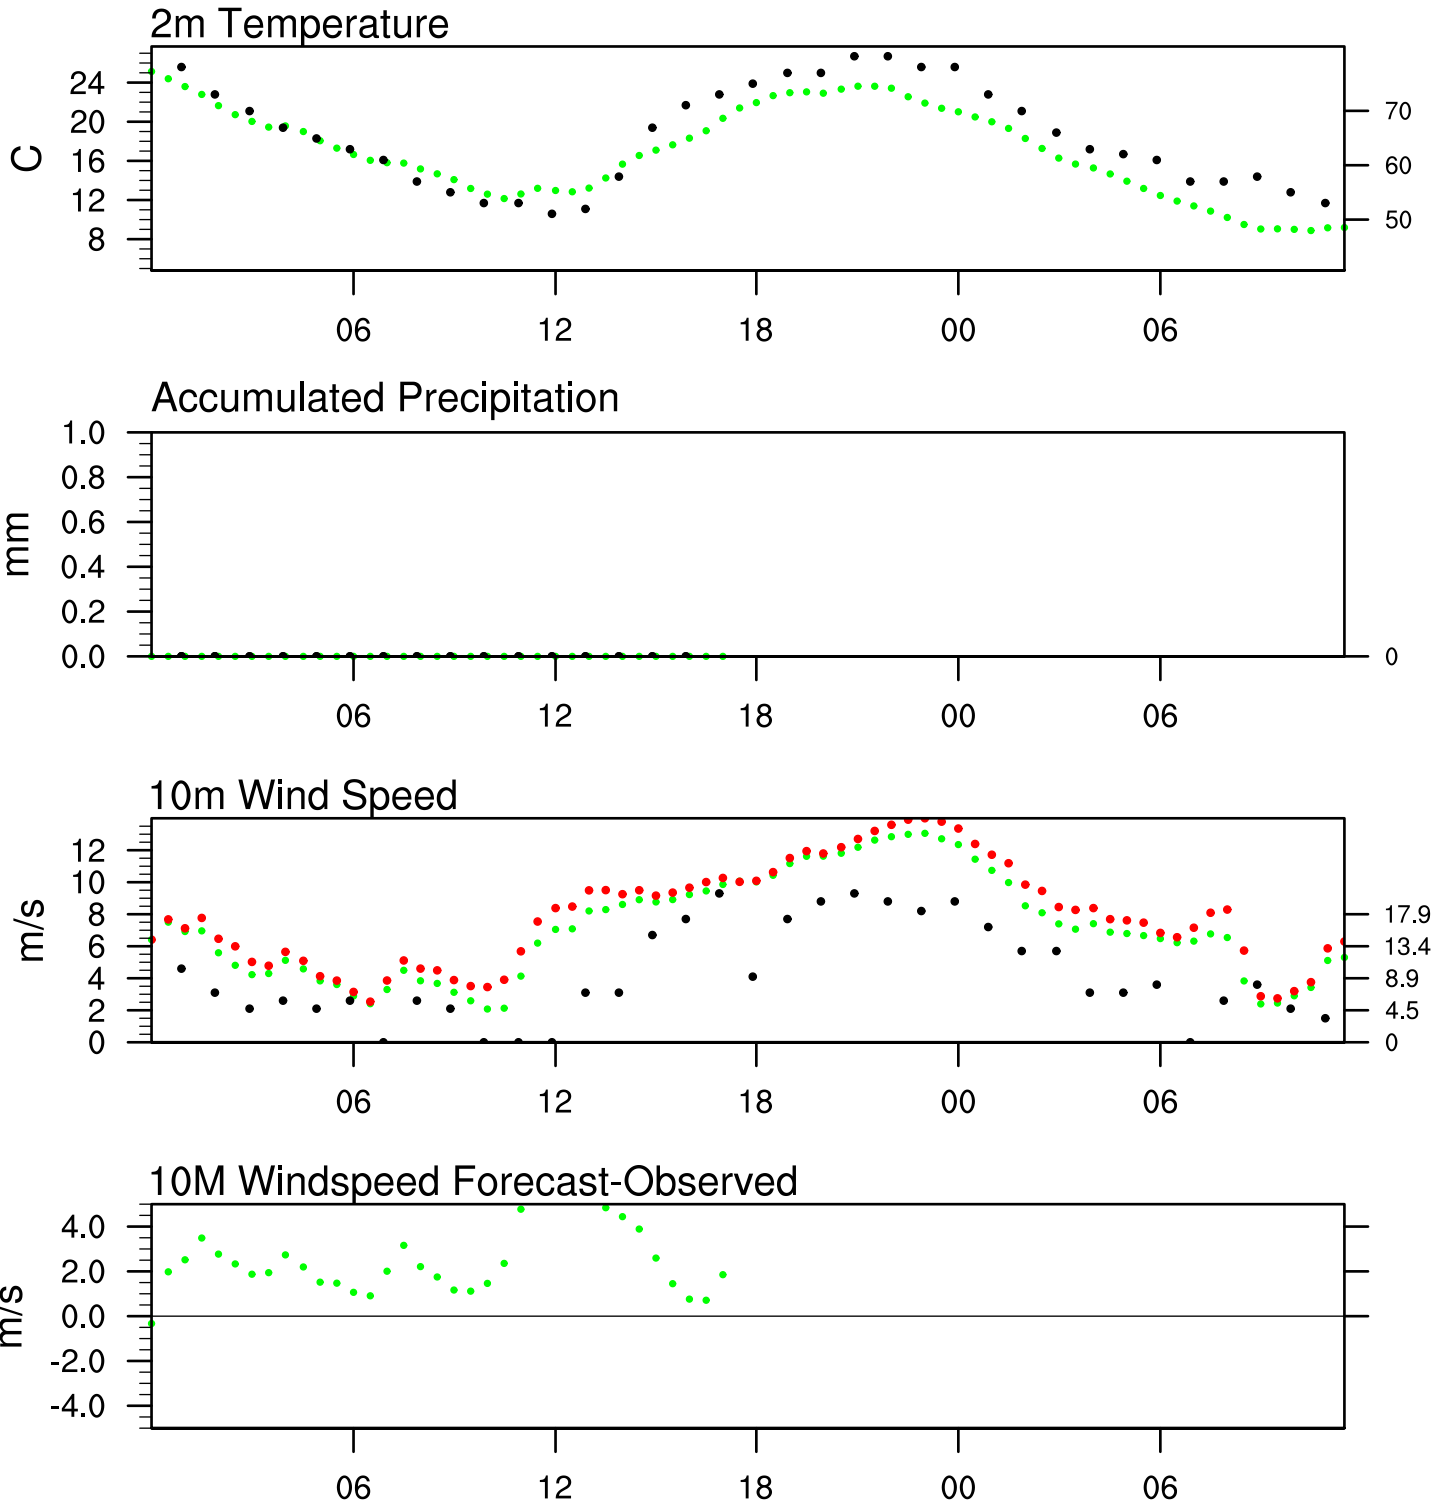 2m Temperature
24
20
16
12
8
C
70
60
50
06 12 18 00 06
Accumulated Precipitation
1.0
0.8
0.6
0.4
0.2
0.0
mm
0
06 12 18 00 06
10m Wind Speed
12
10
8
6
4
2
0
m/s
17.9
13.4
8.9
4.5
0
06 12 18 00 06
10M Windspeed Forecast-Observed
4.0
2.0
0.0
-2.0
-4.0
m/s
06 12 18 00 06